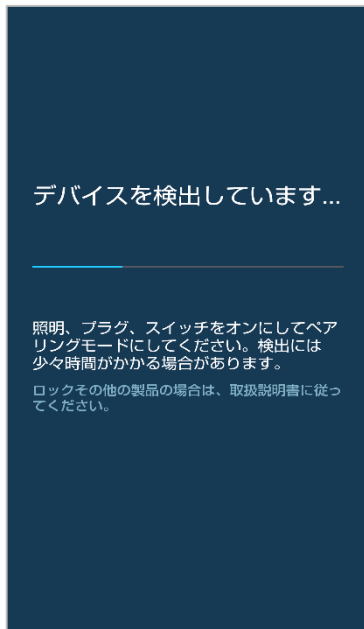 デバイスを検出しています...
照明、プラグ、スイッチをオンにしてペア
リングモードにしてください。検出には
少々時間がかかる場合があります。
ロックその他の製品の場合は、取扱説明書に従っ
てください。